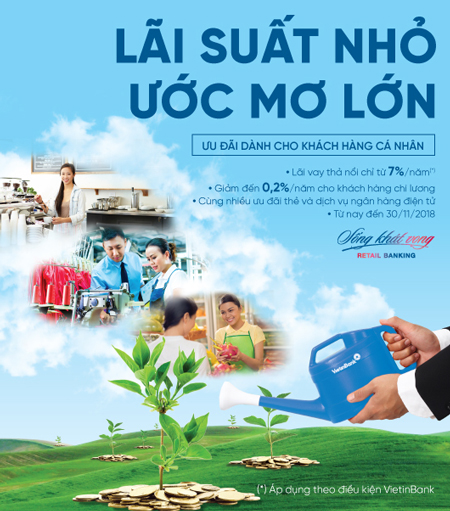 LÃI SUẤT NHỎ
ƯỚC MƠ LỚN
ƯU ĐÃI DÀNH CHO KHÁCH HÀNG CÁ NHÂN
• Lãi vay thả nổi chỉ từ 7%/năm(*)
• Giảm đến 0,2%/năm cho khách hàng chi lương
• Cùng nhiều ưu đãi thẻ và dịch vụ ngân hàng điện tử
• Từ nay đến 30/11/2018
Sống khát vọng
RETAIL BANKING
VietinBank
(*) Áp dụng theo điều kiện VietinBank